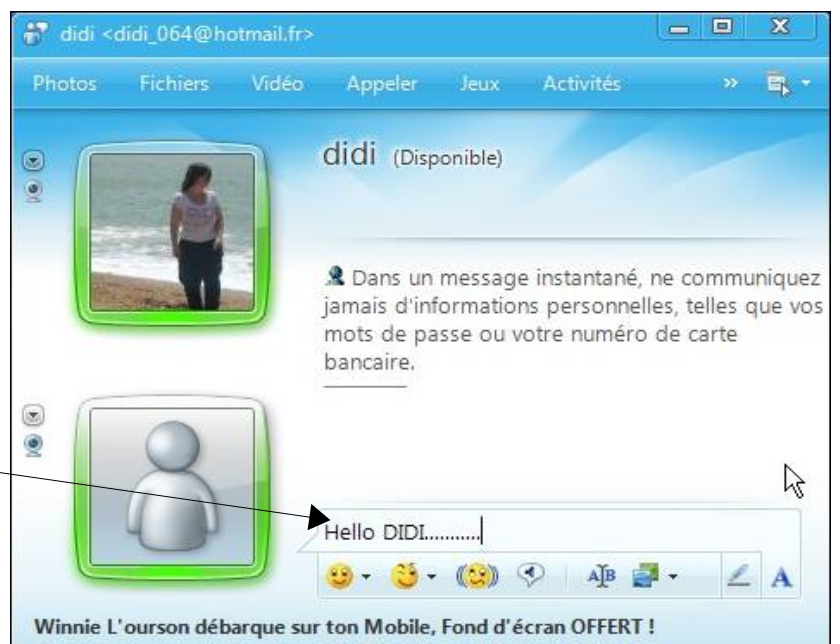 didi <didi_064@hotmail.fr>
Photos Fichiers Vidéo Appeler Jeux Activités »
didi (Disponible)
Dans un message instantané, ne communiquez
jamais d'informations personnelles, telles que vos
mots de passe ou votre numéro de carte
bancaire.
Hello DIDI...........
Winnie L'ourson débarque sur ton Mobile, Fond d'écran OFFERT !